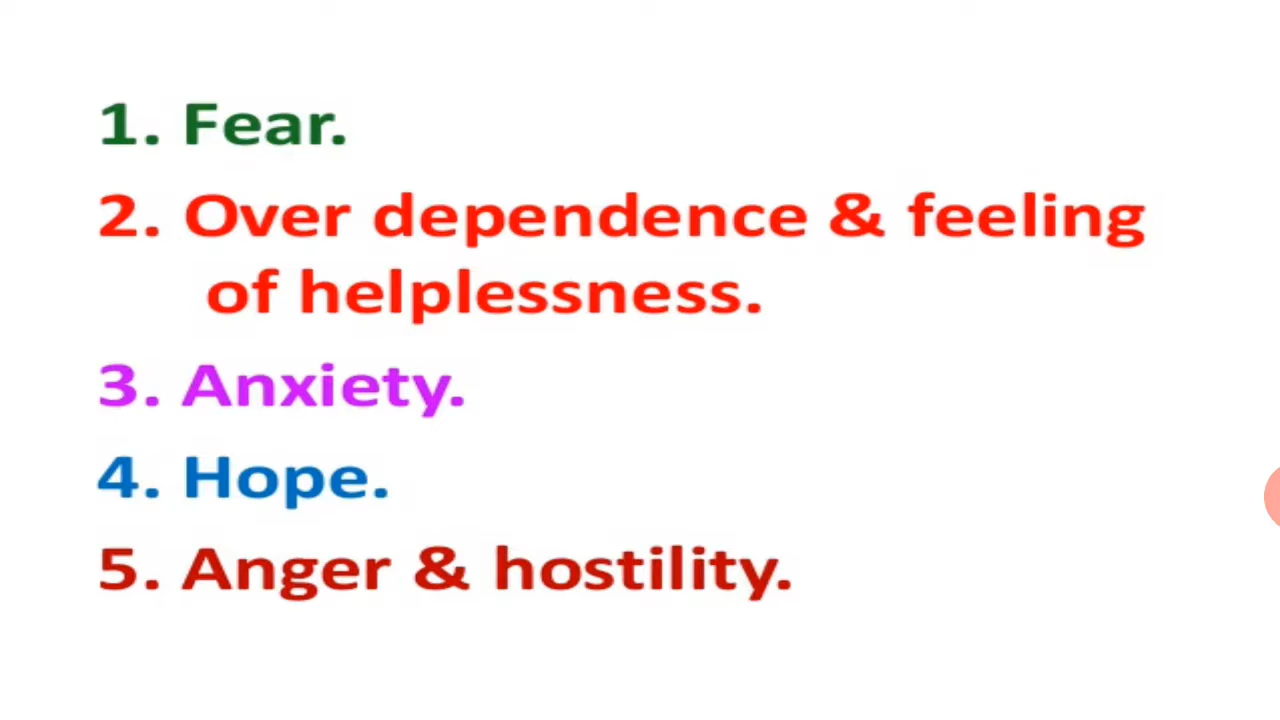 1. Fear.
2. Over dependence & feeling
of helplessness.
3. Anxiety.
4. Hope.
5. Anger & hostility.